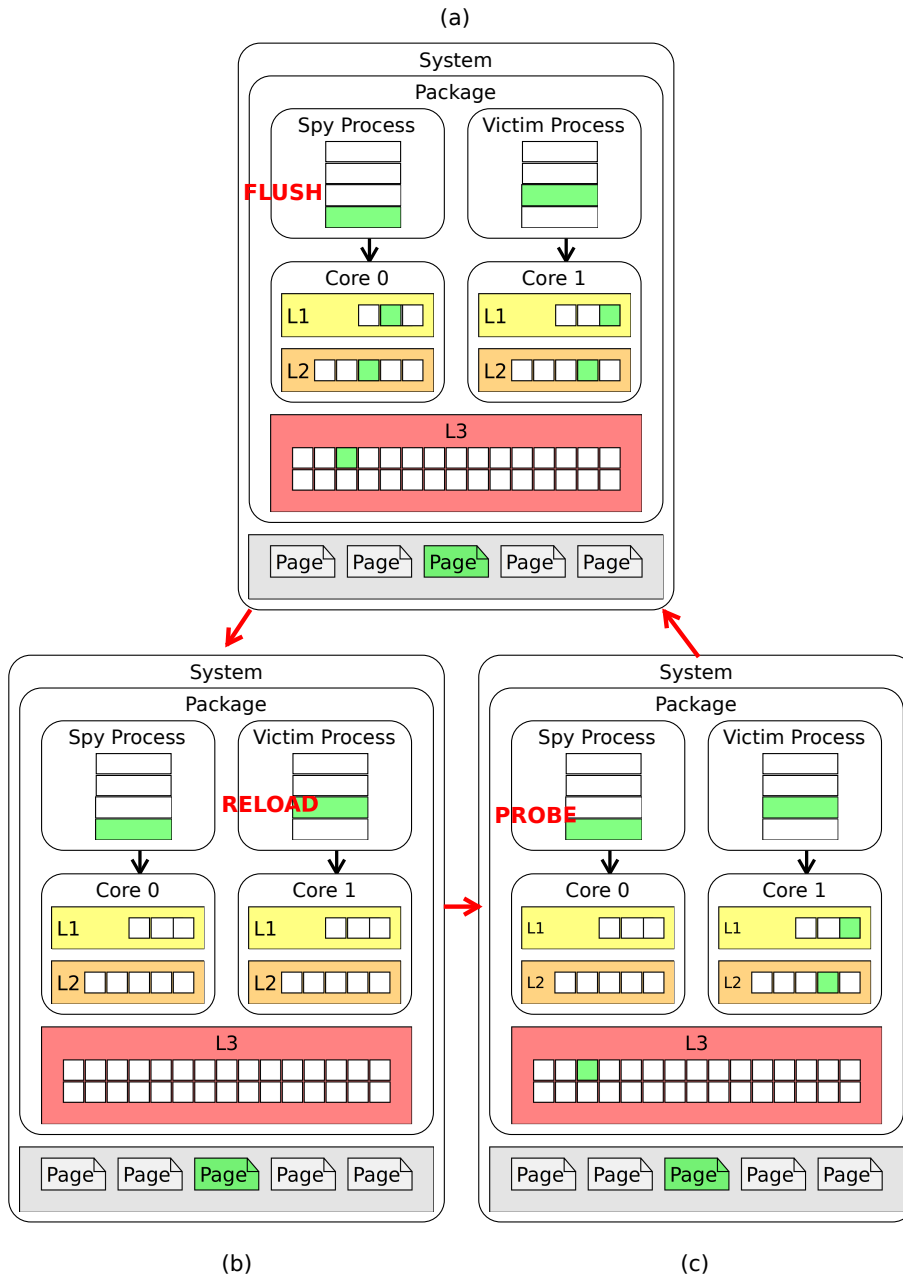 (a)
System
Package
Spy Process Victim Process
FLUSH
Core 0 Core 1
L1 L1
L2 L2
L3
Page Page Page Page Page
System
Package
Spy Process Victim Process
RELOAD
Core 0 Core 1
L1 L1
L2 L2
L3
Page Page Page Page Page
(b)
System
Package
Spy Process Victim Process
PROBE
Core 0 Core 1
L1 L1
L2 L2
L3
Page Page Page Page Page
(c)